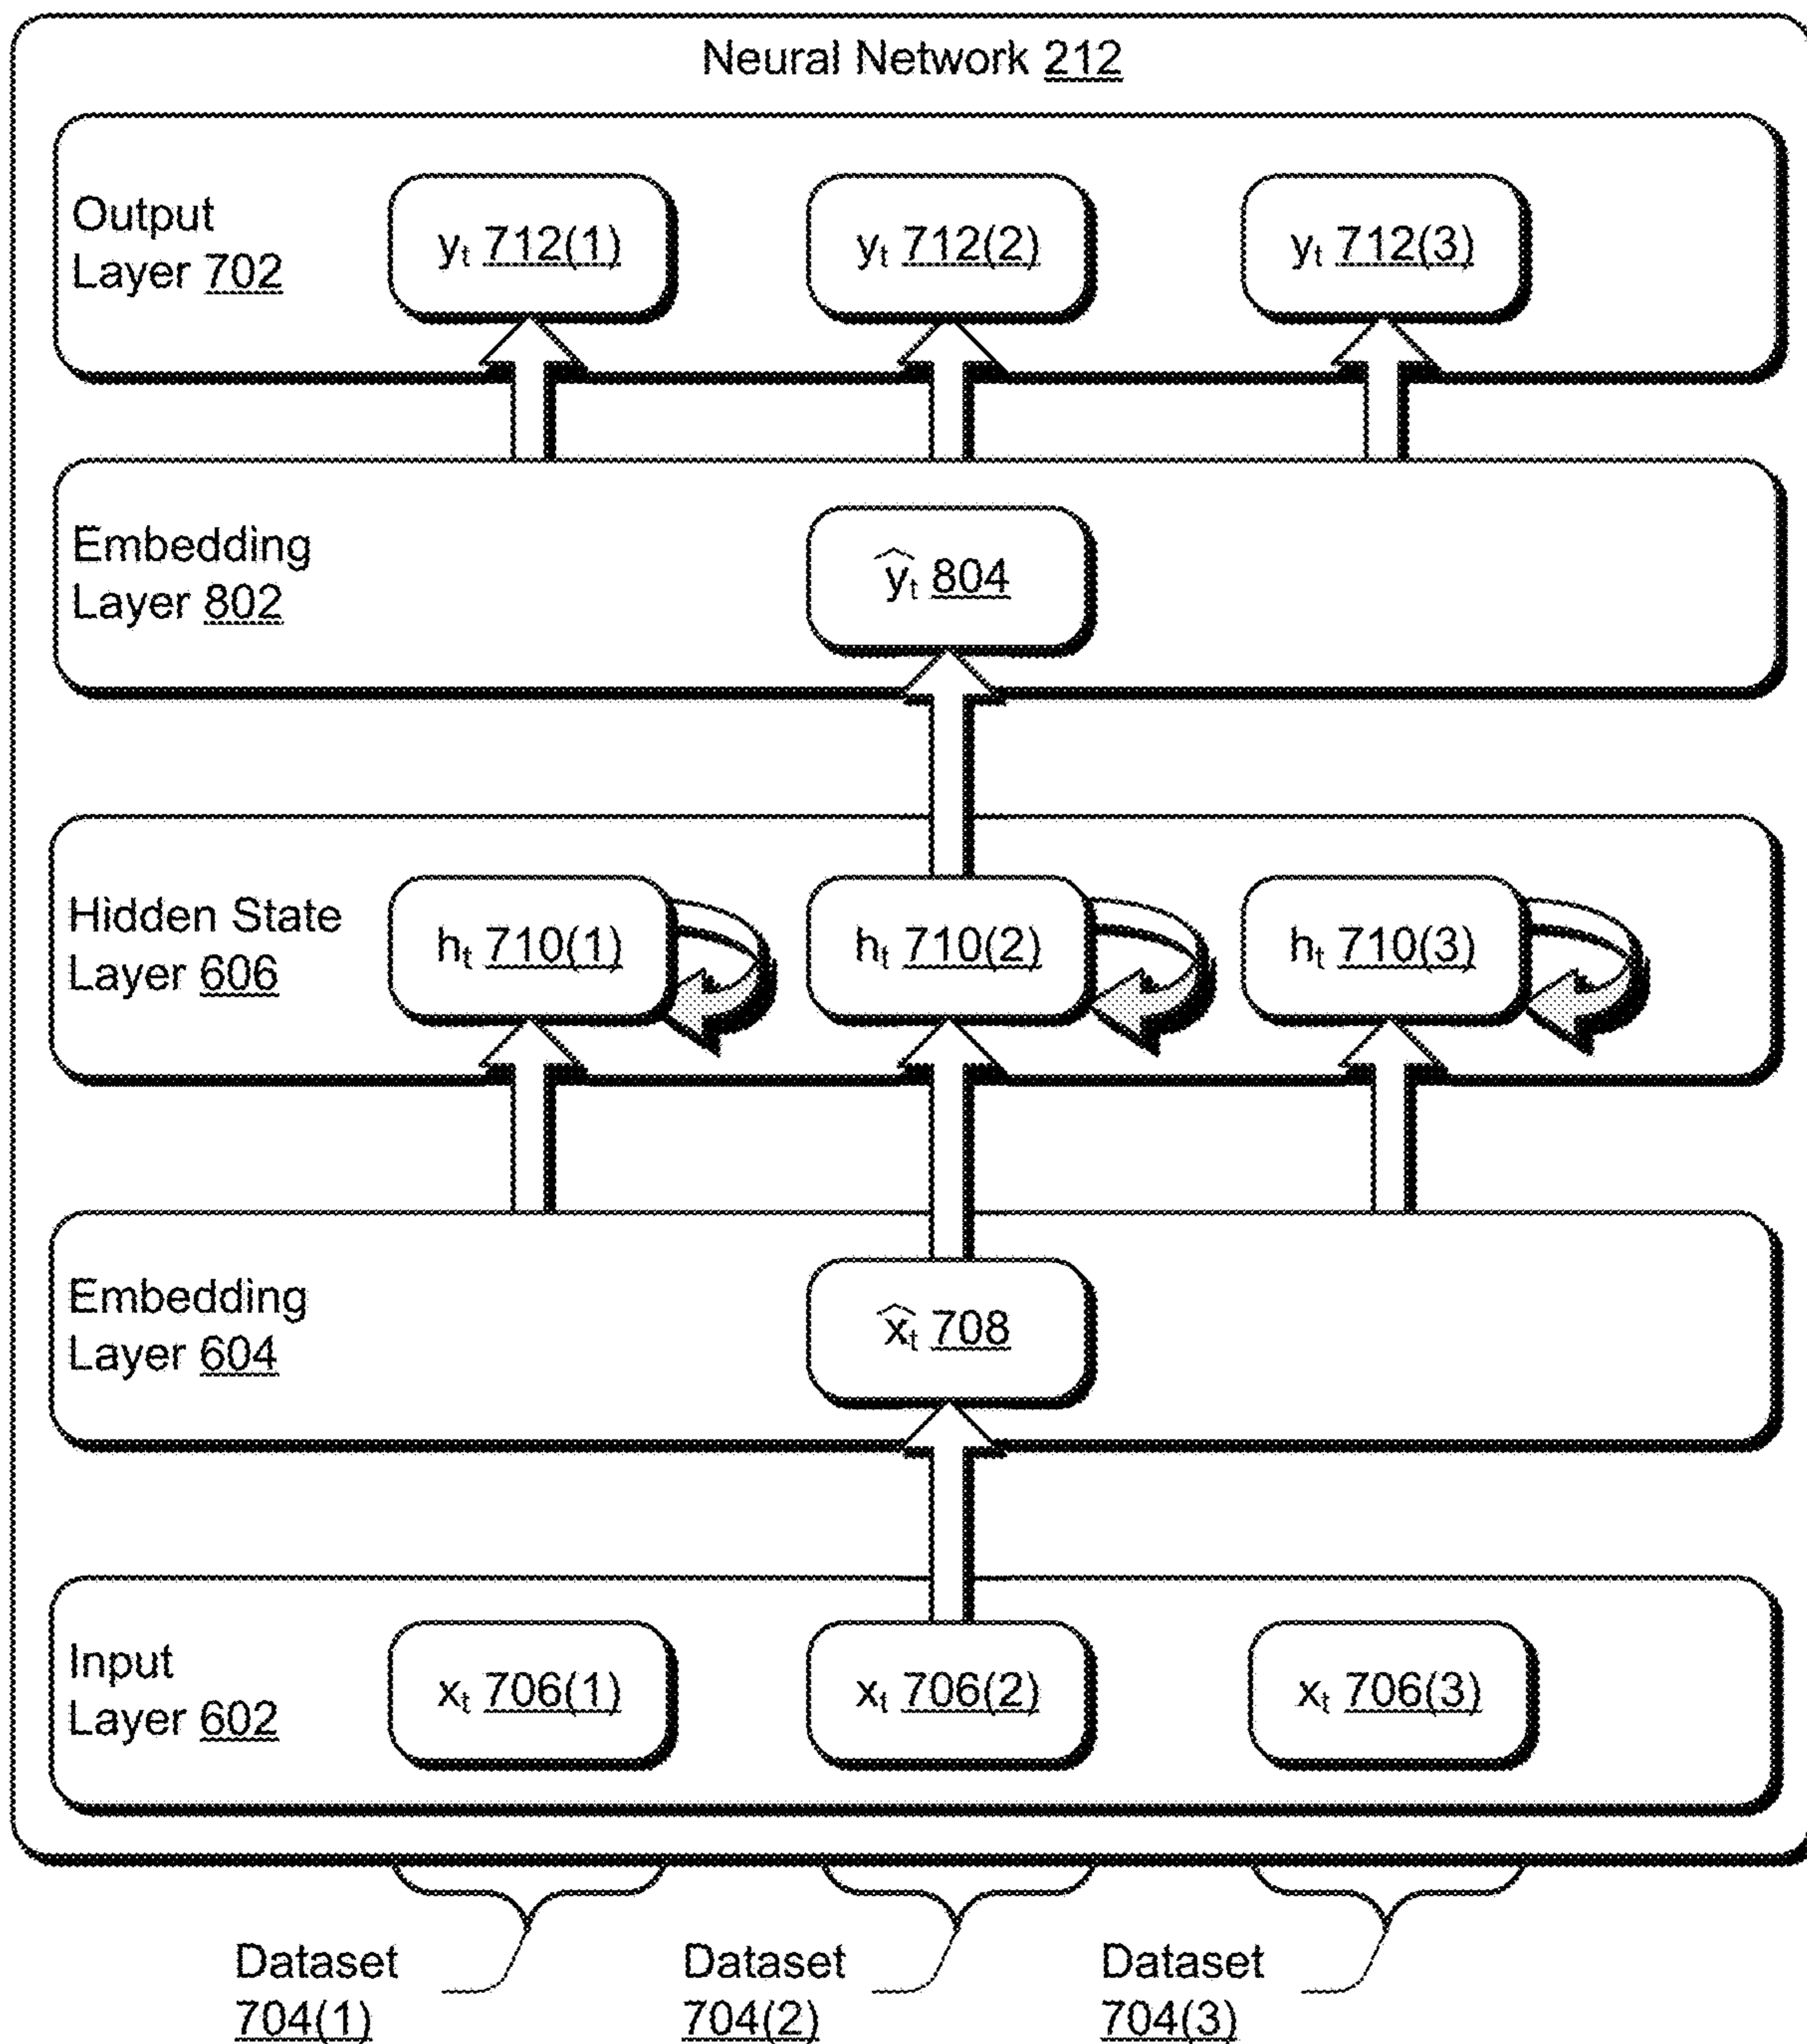 Neural Network 212
Output
Layer 702
yt 712(1)
yt 712(2)
yt 712(3)
Embedding
Layer 802
ŷt 804
Hidden State
Layer 606
ht 710(1)
ht 710(2)
ht 710(3)
Embedding
Layer 604
x̂t 708
Input
Layer 602
xt 706(1)
xt 706(2)
xt 706(3)
Dataset
704(1)
Dataset
704(2)
Dataset
704(3)